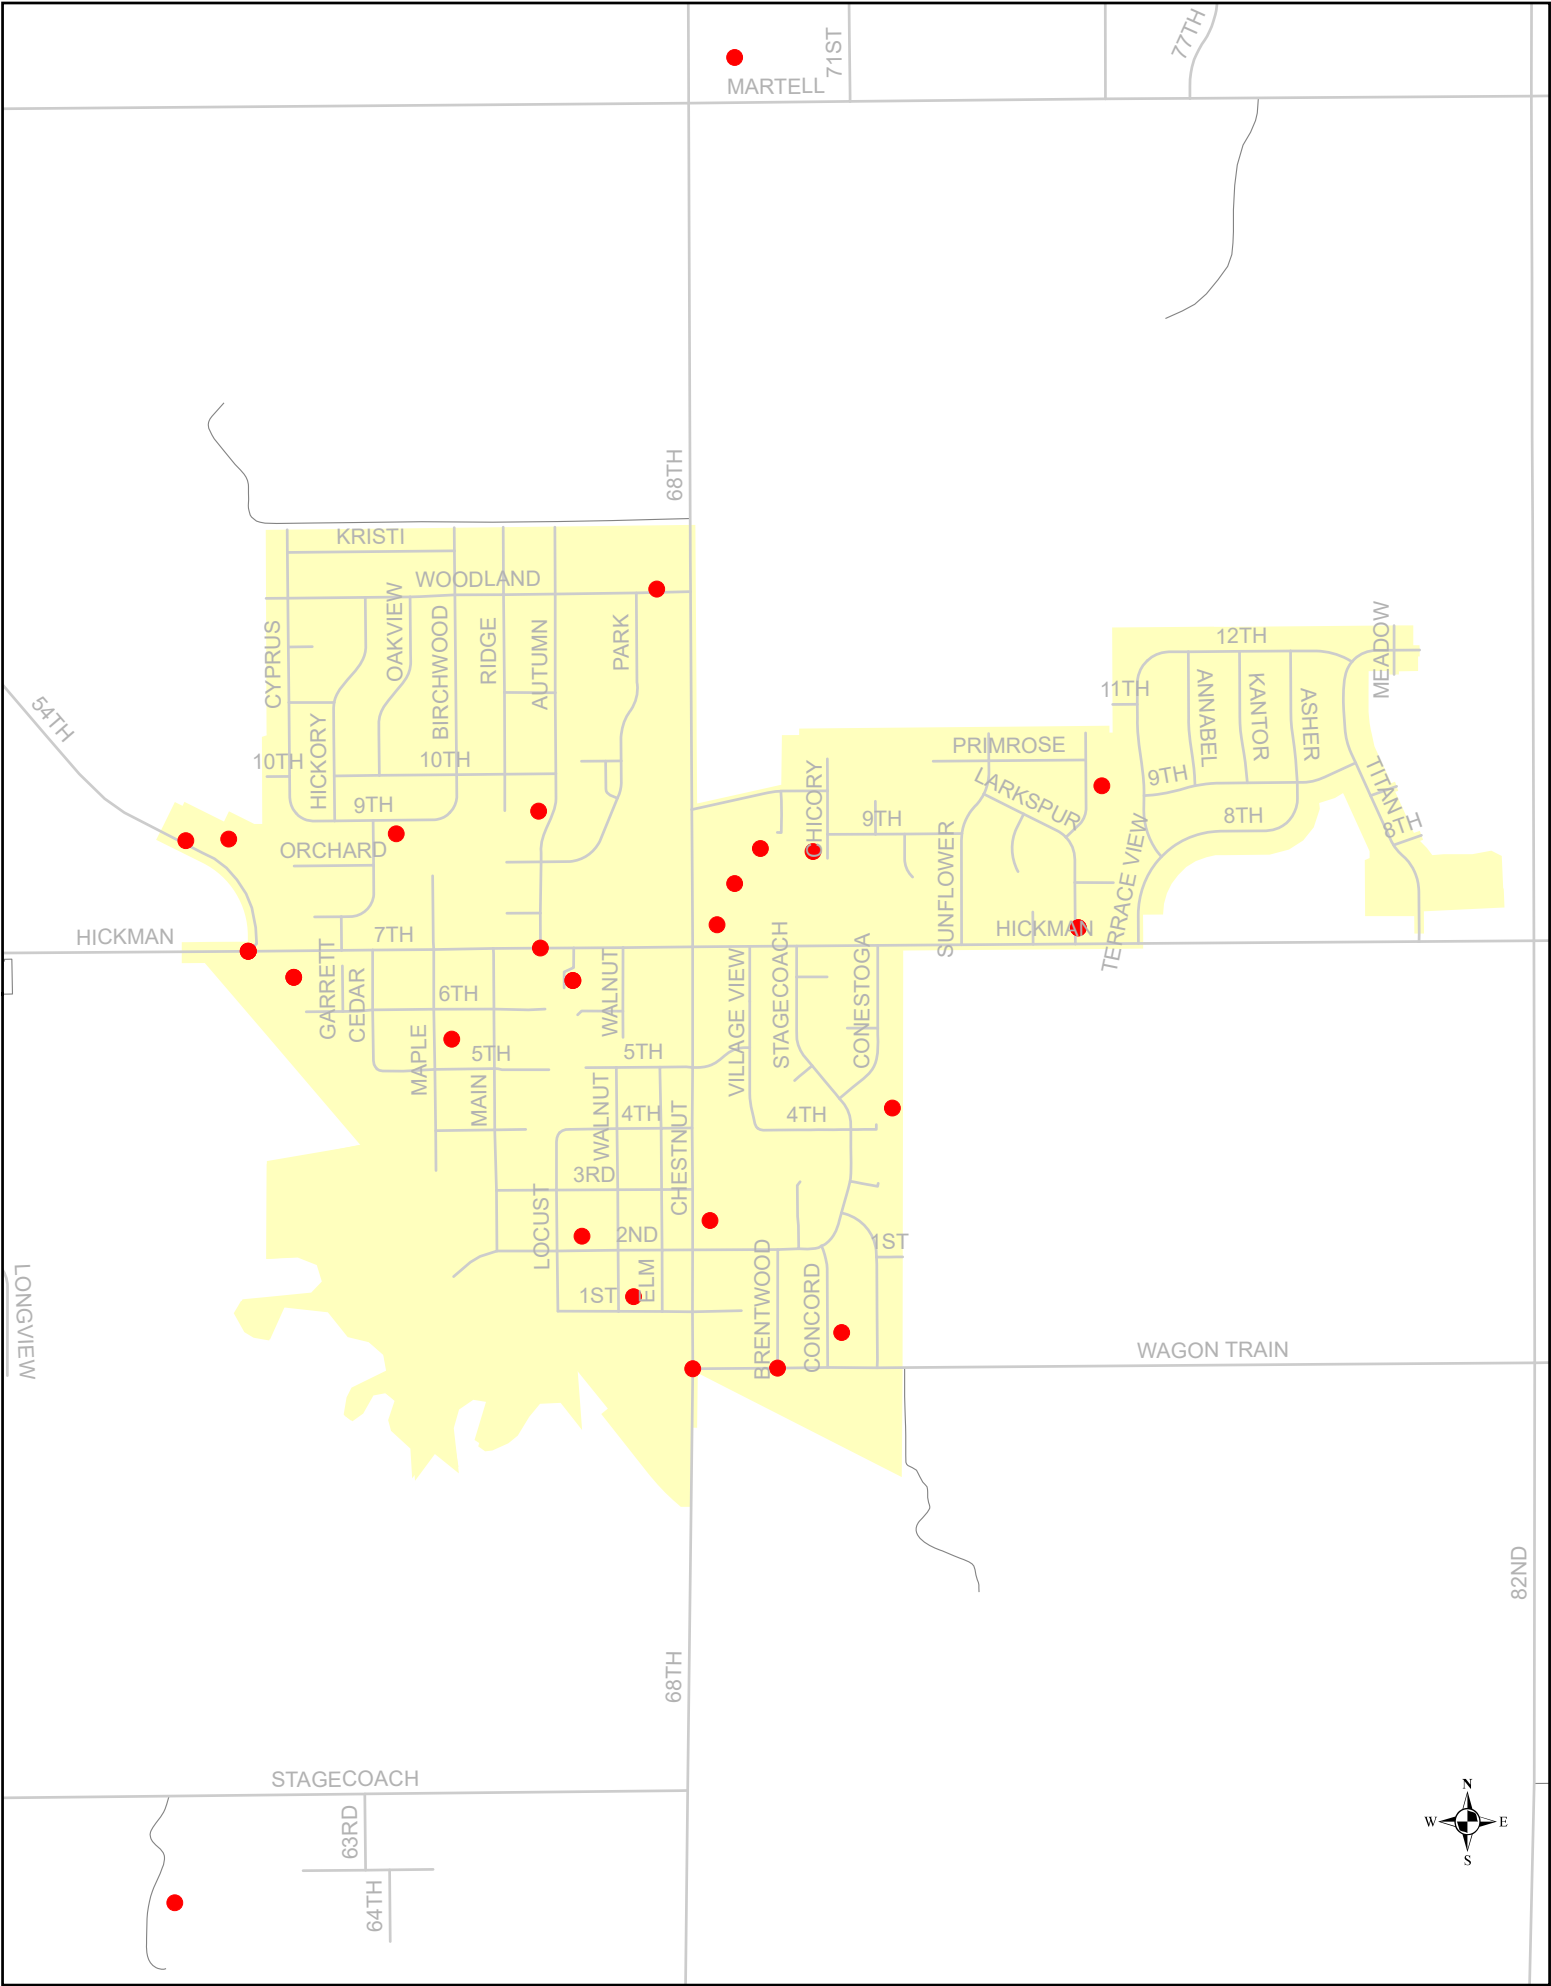 77TH
71ST
MARTELL
68TH
KRISTI
WOODLAND
OAKVIEW
BIRCHWOOD
RIDGE
AUTUMN
PARK
CYPRUS
MEADOW
12TH
11TH
ANNABEL
KANTOR
ASHER
54TH
HICKORY
10TH
10TH
PRIMROSE
CHICORY
LARKSPUR
9TH
TITAN
9TH
9TH
8TH
8TH
ORCHARD
SUNFLOWER
TERRACE VIEW
HICKMAN
7TH
HICKMAN
GARRETT
CEDAR
6TH
WALNUT
VILLAGE VIEW
STAGECOACH
CONESTOGA
MAPLE
5TH
5TH
MAIN
WALNUT
4TH
CHESTNUT
4TH
3RD
LOCUST
2ND
1ST
ELM
1ST
BRENTWOOD
CONCORD
LONGVIEW
WAGON TRAIN
82ND
68TH
STAGECOACH
63RD
64TH
N
W
E
S